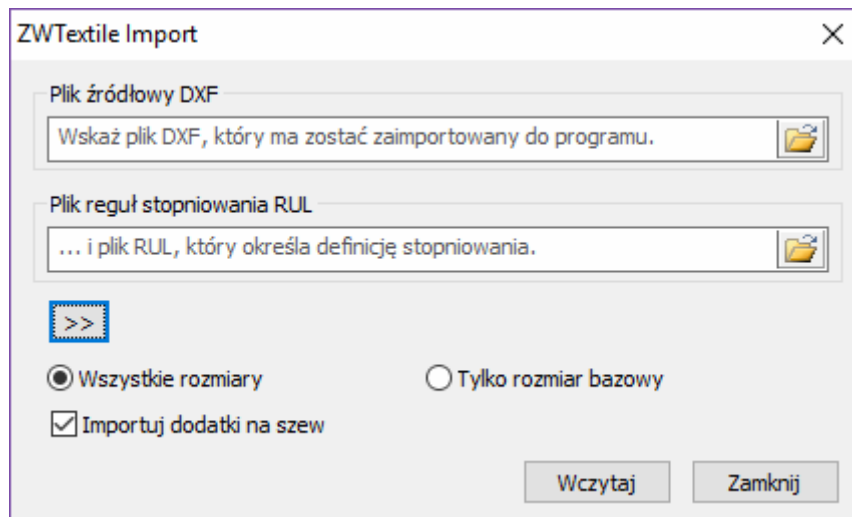 ZWTextile Import
Plik źródłowy DXF
Wskaż plik DXF, który ma zostać zaimportowany do programu.
Plik reguł stopniowania RUL
... i plik RUL, który określa definicję stopniowania.
>>
Wszystkie rozmiary
Tylko rozmiar bazowy
Importuj dodatki na szew
Wczytaj
Zamknij